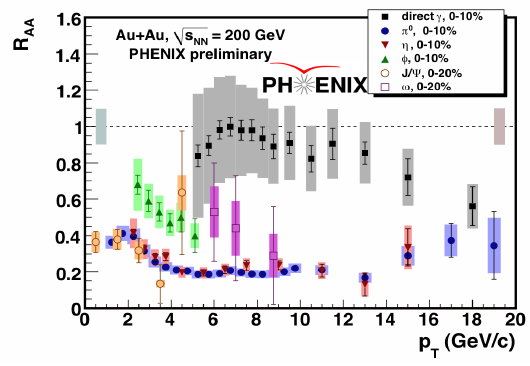 R_AA
1.6
1.4
1.2
1
0.8
0.6
0.4
0.2
0
Au+Au, √s_NN = 200 GeV
PHENIX preliminary
PH ENIX
direct γ, 0-10%
π⁰, 0-10%
η, 0-10%
ϕ, 0-10%
J/Ψ, 0-20%
ω, 0-20%
0 2 4 6 8 10 12 14 16 18 20
p_T (GeV/c)